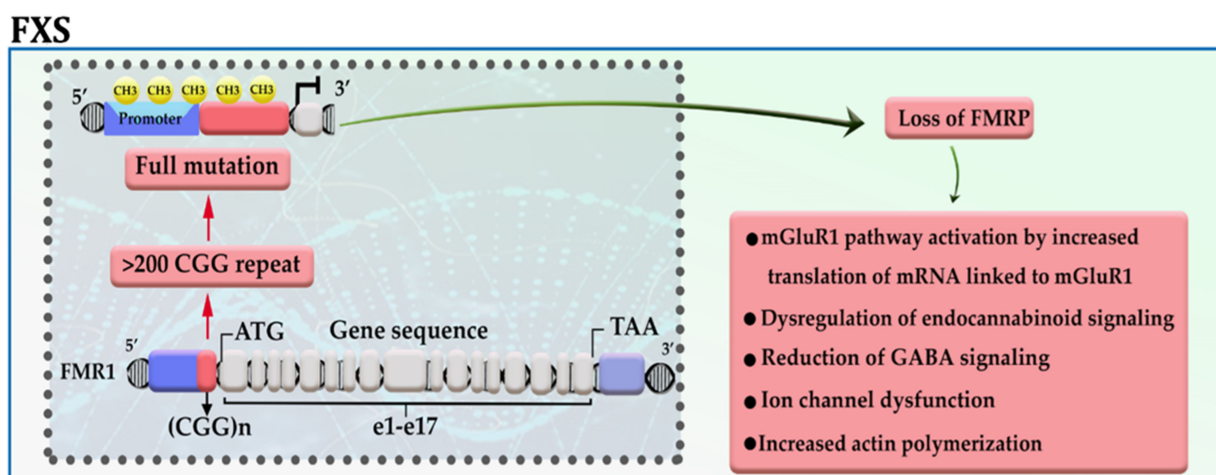 FXS
CH3 CH3 CH3 CH3 CH3
5′ 3′
Promoter
Full mutation
>200 CGG repeat
ATG Gene sequence TAA
5′ 3′
FMR1
(CGG)n e1-e17
Loss of FMRP
●mGluR1 pathway activation by increased
translation of mRNA linked to mGluR1
● Dysregulation of endocannabinoid signaling
● Reduction of GABA signaling
● Ion channel dysfunction
●Increased actin polymerization